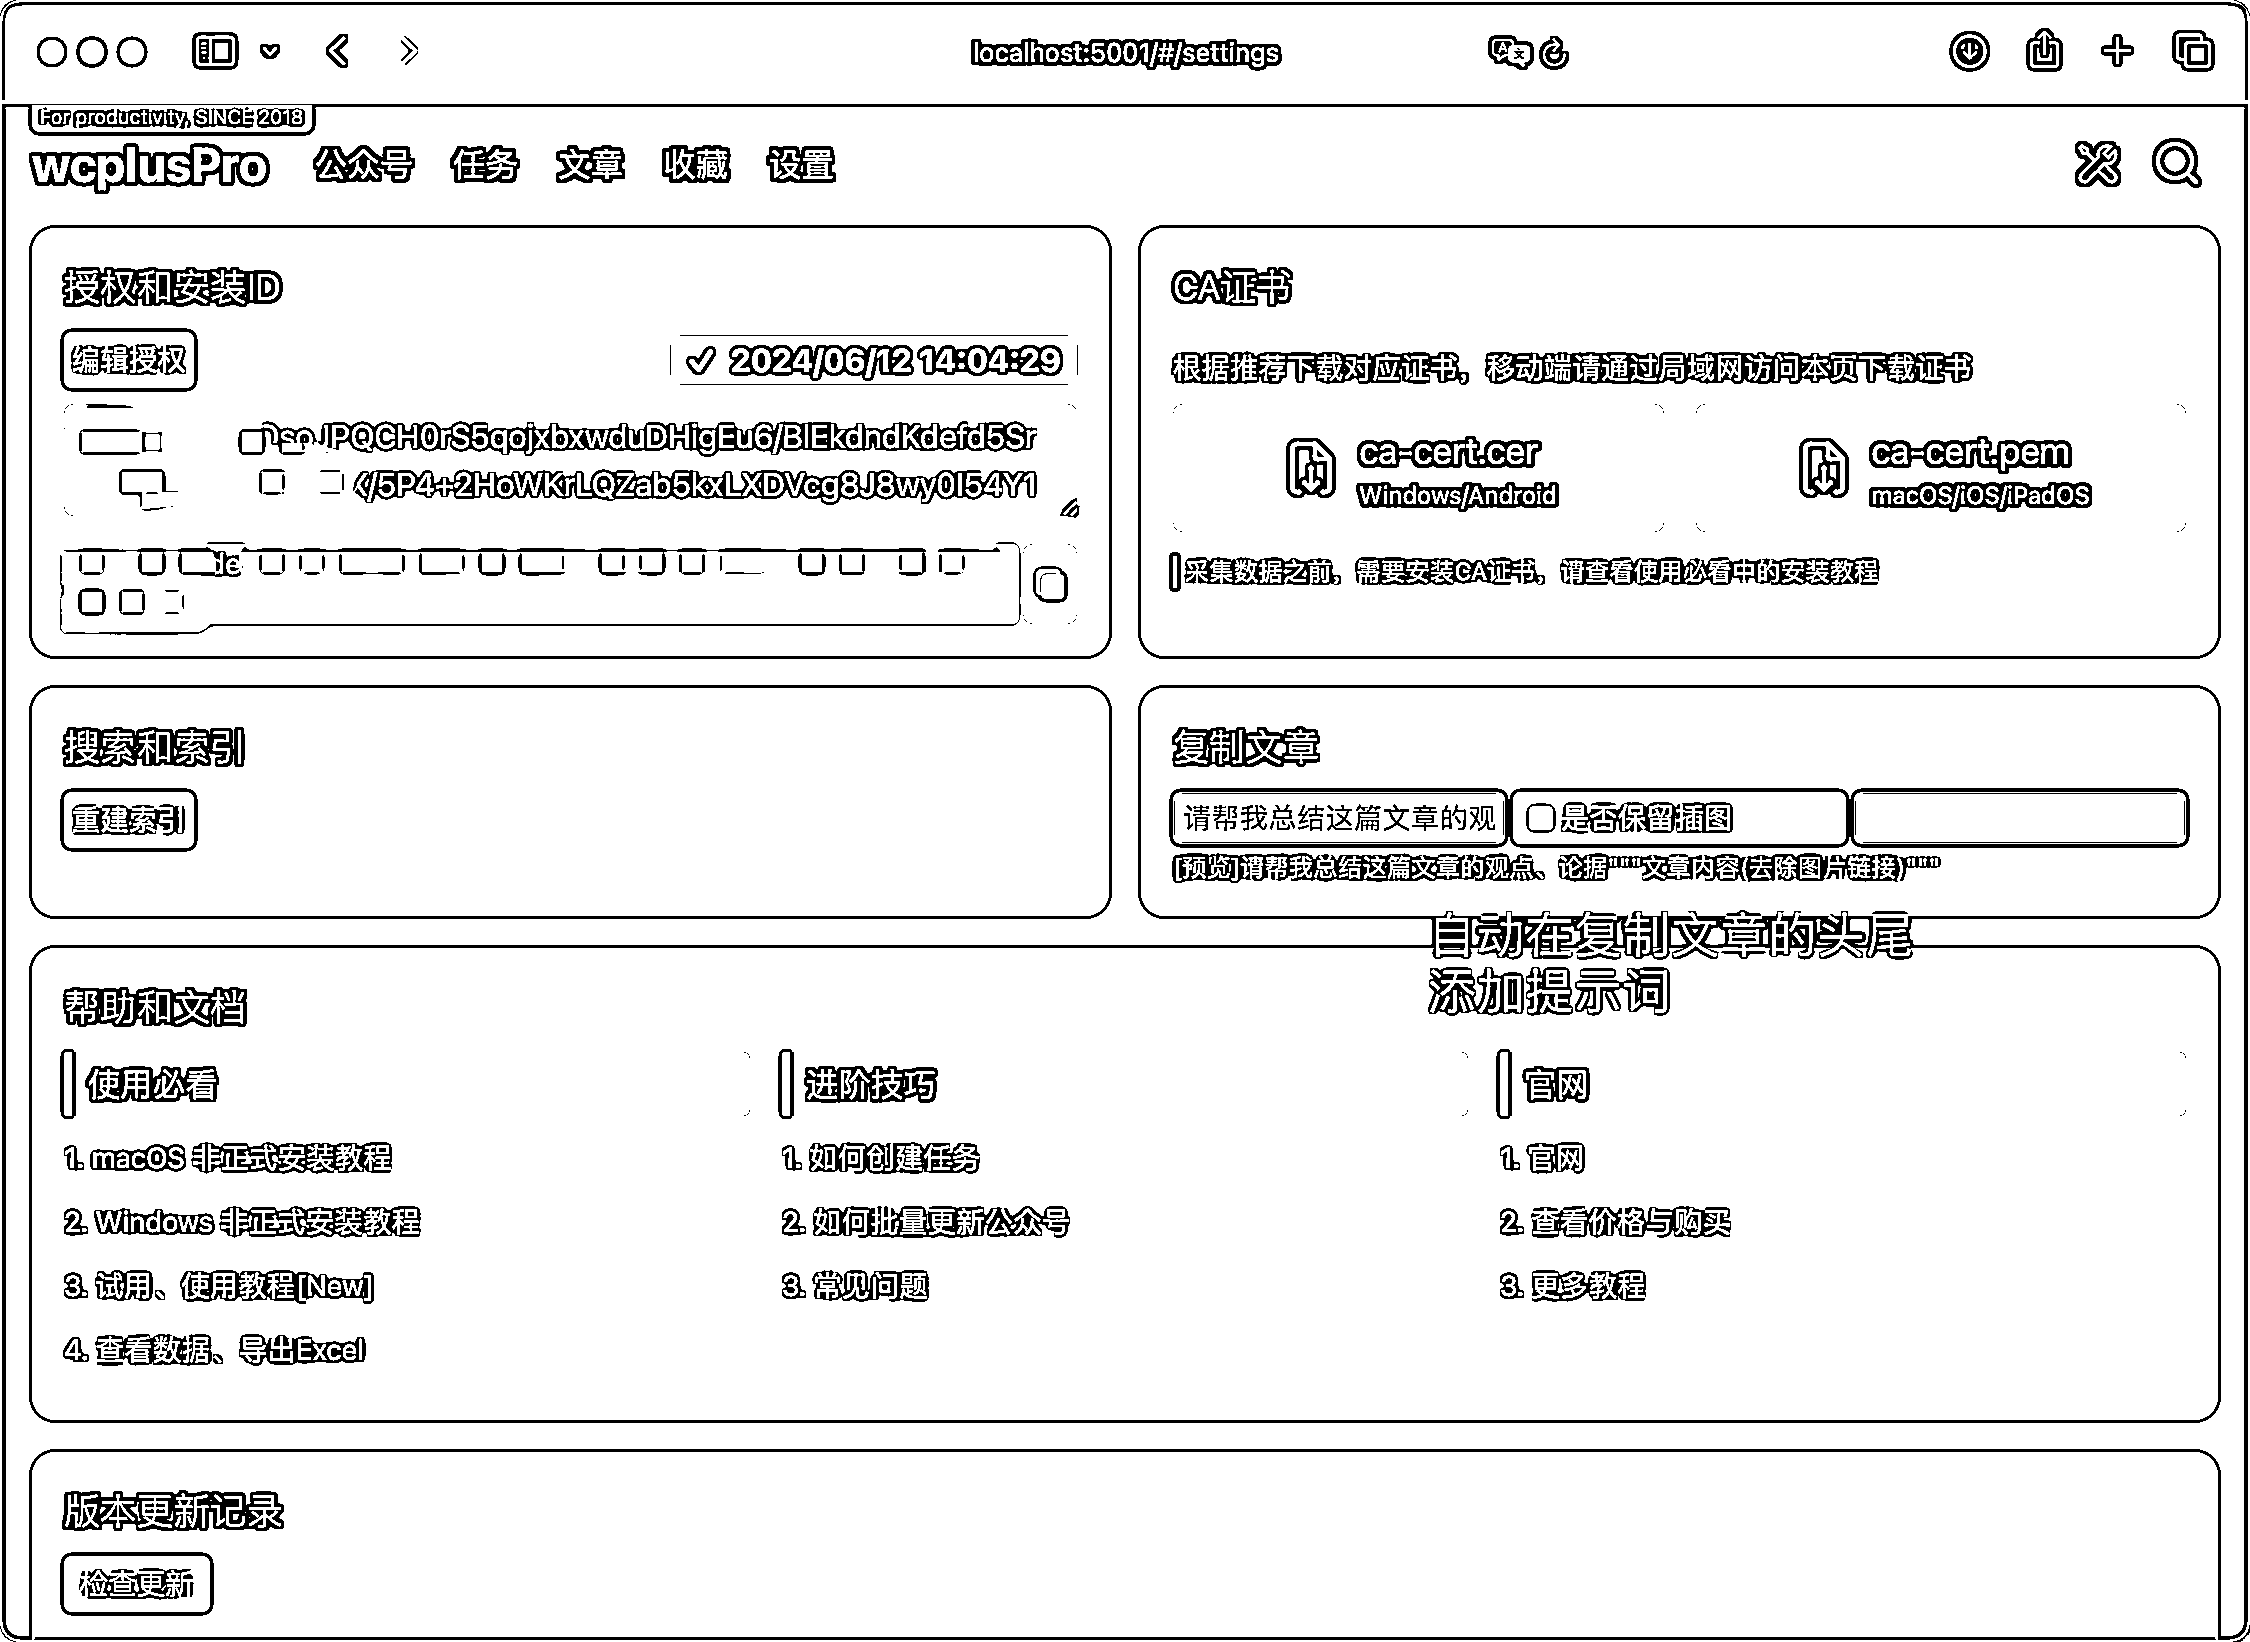 localhost:5001/#/settings
For productivity, SINCE 2018
wcplusPro 公众号 任务 文章 收藏 设置
授权和安装ID
编辑授权
2024/06/12 14:04:29
JPQCH0rS5qojxbxwduDHigEu6/BlEkdndKdefd5Sr
/5P4+2HoWKrLQZab5kxLXDVcg8J8wy0I54Y1
CA证书
根据推荐下载对应证书，移动端请通过局域网访问本页下载证书
ca-cert.cer
Windows/Android
ca-cert.pem
macOS/iOS/iPadOS
采集数据之前，需要安装CA证书，请查看使用必看中的安装教程
搜索和索引
重建索引
复制文章
请帮我总结这篇文章的观
是否保留插图
[预览]请帮我总结这篇文章的观点、论据"""文章内容(去除图片链接)"""
自动在复制文章的头尾
添加提示词
帮助和文档
使用必看
1. macOS 非正式安装教程
2. Windows 非正式安装教程
3. 试用、使用教程[New]
4. 查看数据、导出Excel
进阶技巧
1. 如何创建任务
2. 如何批量更新公众号
3. 常见问题
官网
1. 官网
2. 查看价格与购买
3. 更多教程
版本更新记录
检查更新